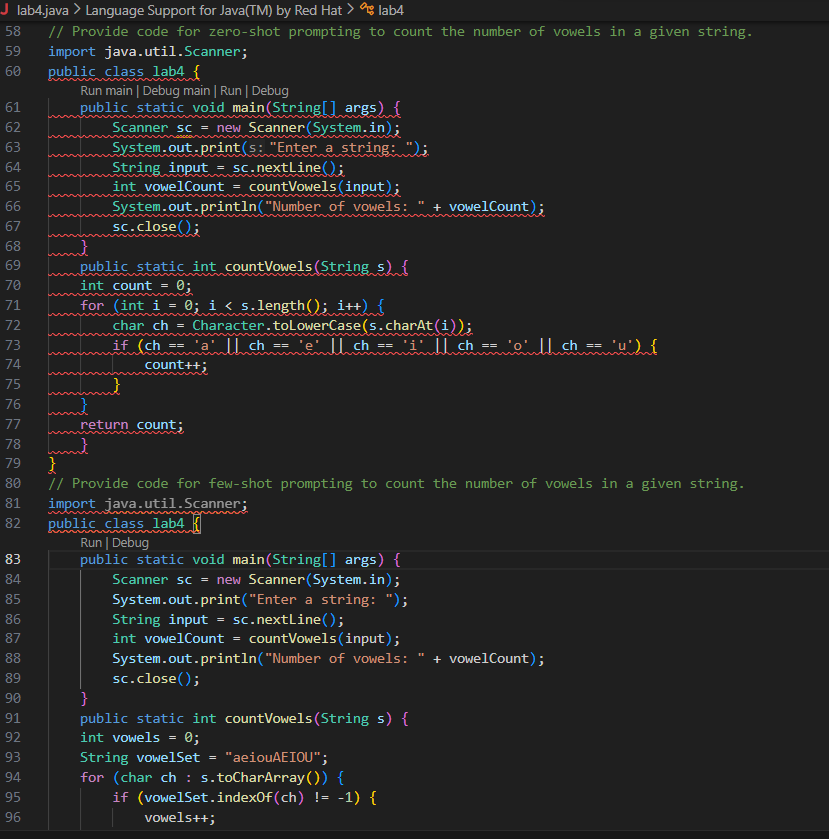 lab4.java > Language Support for Java(TM) by Red Hat > lab4
58 // Provide code for zero-shot prompting to count the number of vowels in a given string.
59 import java.util.Scanner;
60 public class lab4 {
Run main | Debug main | Run | Debug
61 public static void main(String[] args) {
62 Scanner sc = new Scanner(System.in);
63 System.out.print(s: "Enter a string: ");
64 String input = sc.nextLine();
65 int vowelCount = countVowels(input);
66 System.out.println("Number of vowels: " + vowelCount);
67 sc.close();
68 }
69 public static int countVowels(String s) {
70 int count = 0;
71 for (int i = 0; i < s.length(); i++) {
72 char ch = Character.toLowerCase(s.charAt(i));
73 if (ch == 'a' || ch == 'e' || ch == 'i' || ch == 'o' || ch == 'u') {
74 count++;
75 }
76 }
77 return count;
78 }
79 }
80 // Provide code for few-shot prompting to count the number of vowels in a given string.
81 import java.util.Scanner;
82 public class lab4 {
Run | Debug
83 public static void main(String[] args) {
84 Scanner sc = new Scanner(System.in);
85 System.out.print("Enter a string: ");
86 String input = sc.nextLine();
87 int vowelCount = countVowels(input);
88 System.out.println("Number of vowels: " + vowelCount);
89 sc.close();
90 }
91 public static int countVowels(String s) {
92 int vowels = 0;
93 String vowelSet = "aeiouAEIOU";
94 for (char ch : s.toCharArray()) {
95 if (vowelSet.indexOf(ch) != -1) {
96 vowels++;